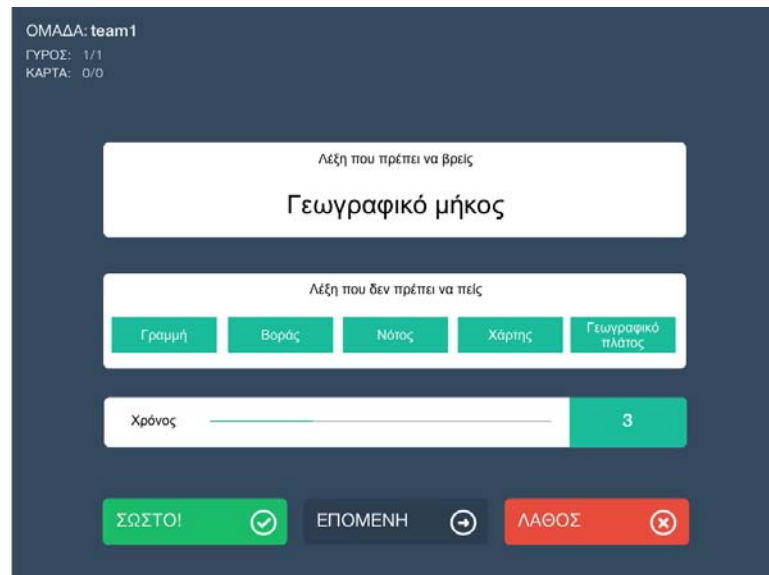 ΟΜΑΔΑ: team1
ΓΥΡΟΣ: 1/1
ΚΑΡΤΑ: 0/0
Λέξη που πρέπει να βρείς
Γεωγραφικό μήκος
Λέξη που δεν πρέπει να πείς
Γραμμή Βοράς Νότος Χάρτης Γεωγραφικό πλάτος
Χρόνος 3
ΣΩΣΤΟ! ΕΠΟΜΕΝΗ ΛΑΘΟΣ